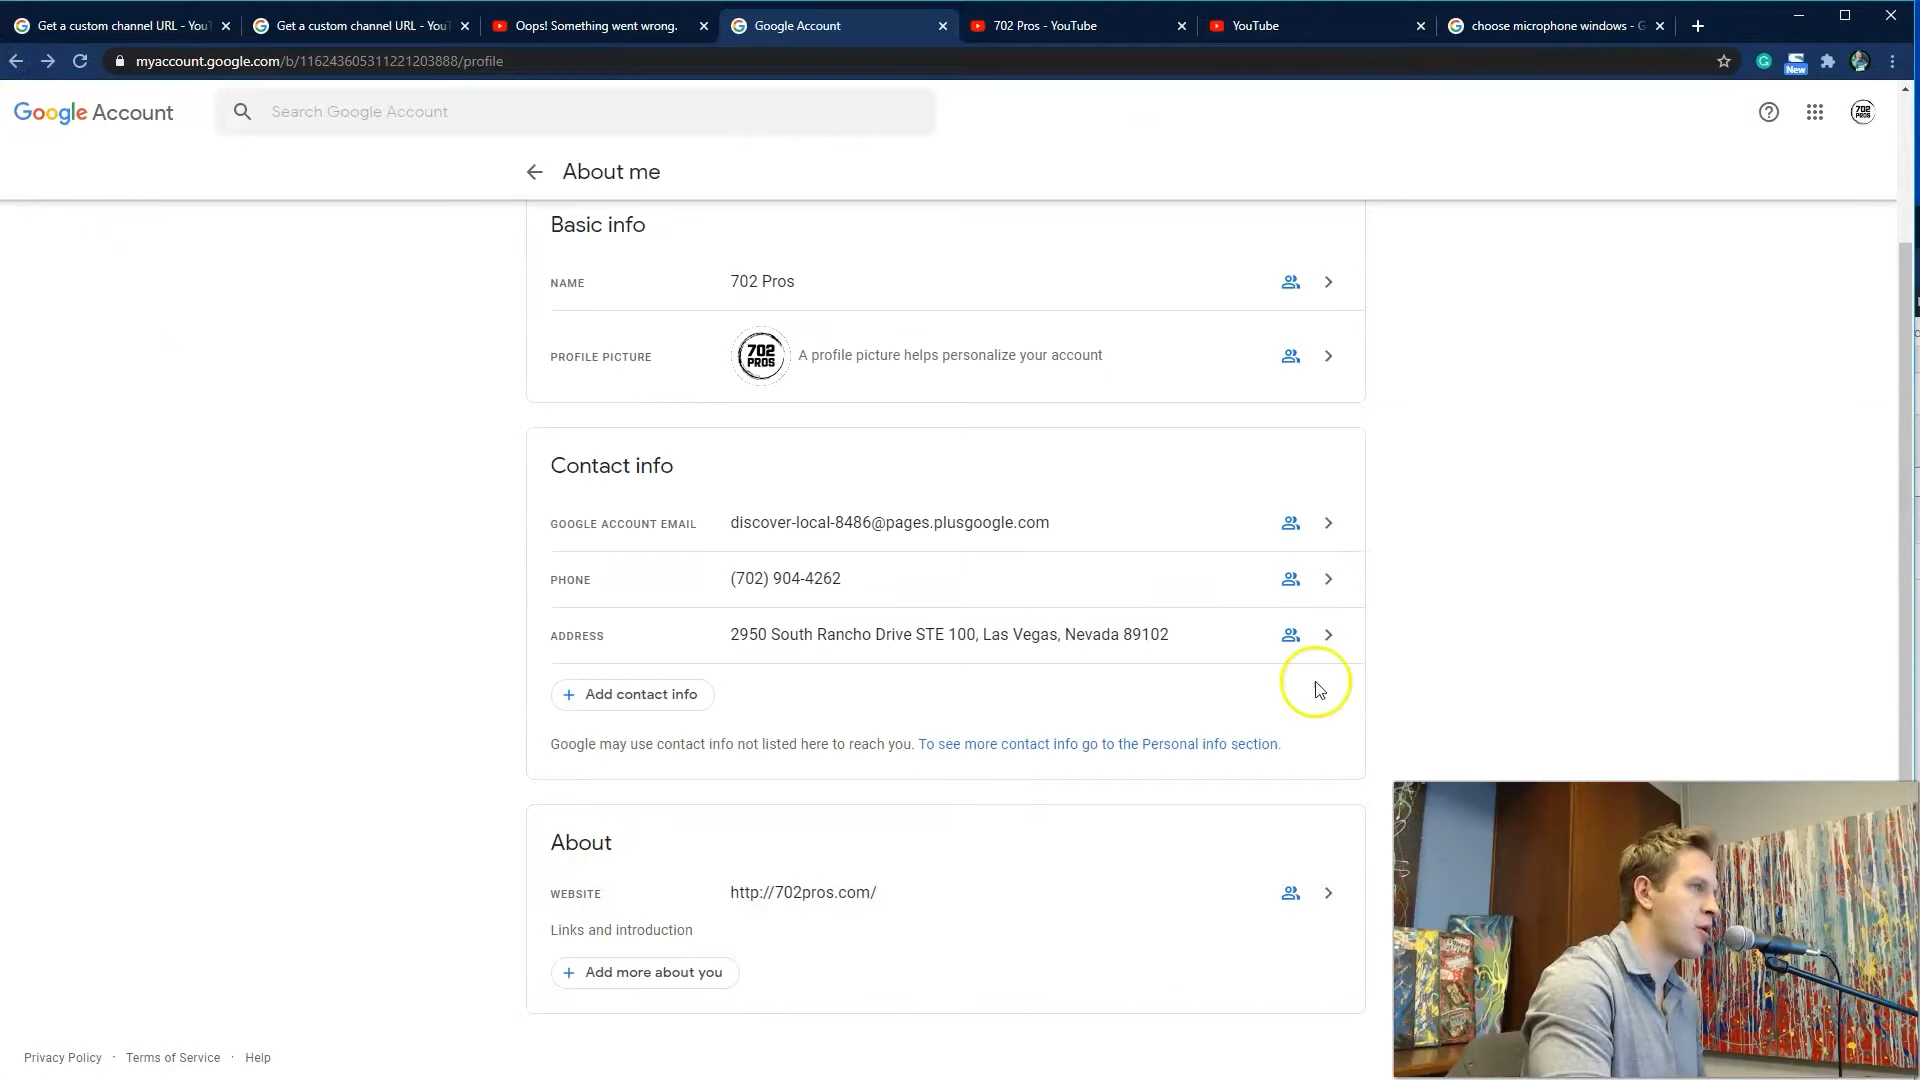 Get a custom channel URL - YouT
Get a custom channel URL - YouT
Oops! Something went wrong.
Google Account
702 Pros - YouTube
YouTube
choose microphone windows - G
myaccount.google.com/b/116243605311221203888/profile
New
Google Account
Search Google Account
702 PROS
About me
Basic info
NAME
702 Pros
PROFILE PICTURE
702
PROS
A profile picture helps personalize your account
Contact info
GOOGLE ACCOUNT EMAIL
discover-local-8486@pages.plusgoogle.com
PHONE
(702) 904-4262
ADDRESS
2950 South Rancho Drive STE 100, Las Vegas, Nevada 89102
Add contact info
Google may use contact info not listed here to reach you. To see more contact info go to the Personal info section.
About
WEBSITE
http://702pros.com/
Links and introduction
Add more about you
Privacy Policy · Terms of Service · Help